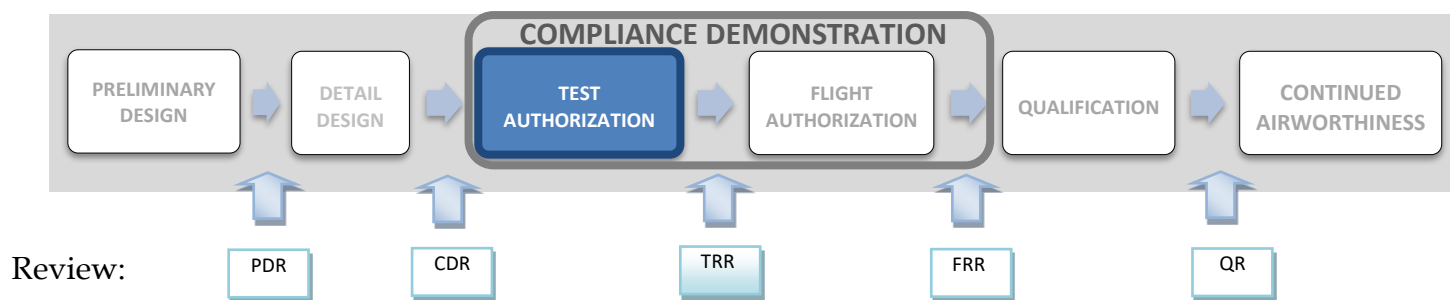 COMPLIANCE DEMONSTRATION
PRELIMINARY
DESIGN
DETAIL
DESIGN
TEST
AUTHORIZATION
FLIGHT
AUTHORIZATION
QUALIFICATION
CONTINUED
AIRWORTHINESS
Review:
PDR
CDR
TRR
FRR
QR